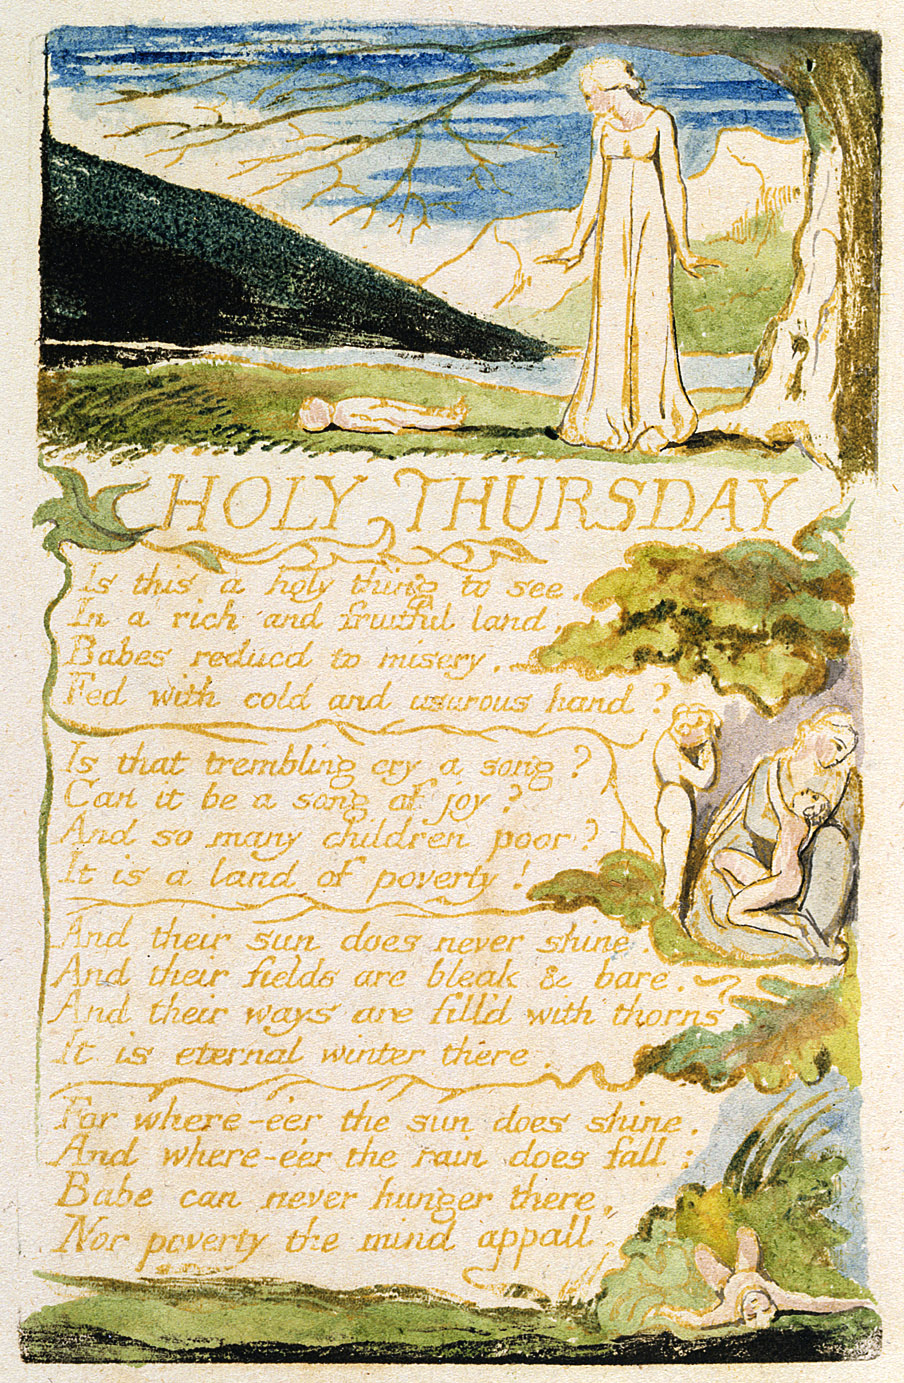 HOLY THURSDAY
Is this a holy thing to see.
In a rich and fruitful land,
Babes reducd to misery.
Fed with cold and usurous hand?
Is that trembling cry a song?
Can it be a song of joy?
And so many children poor?
It is a land of poverty!
And their sun does never shine.
And their fields are bleak & bare.
And their ways are fill'd with thorns
It is eternal winter there.
For where-e'er the sun does shine.
And where-e'er the rain does fall:
Babe can never hunger there,
Nor poverty the mind appall.